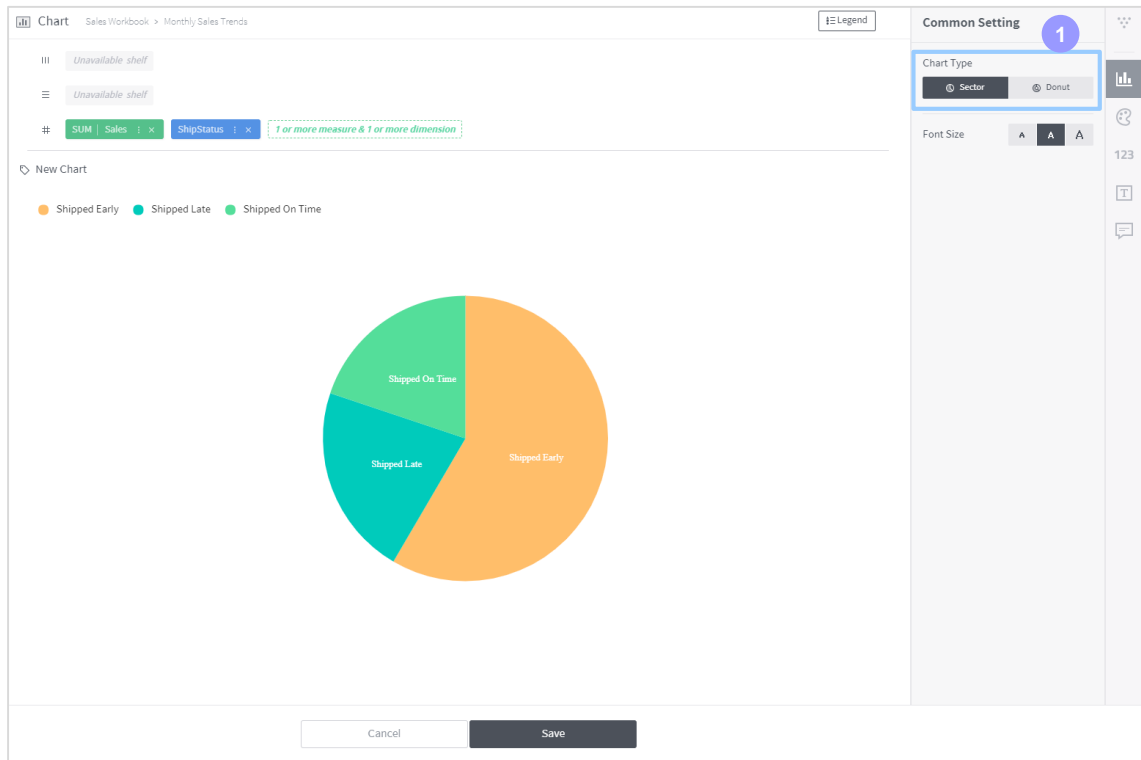 Chart Sales Workbook > Monthly Sales Trends
Legend
Unavailable shelf
Unavailable shelf
# SUM | Sales ShipStatus 1 or more measure & 1 or more dimension
New Chart
Shipped Early Shipped Late Shipped On Time
Shipped On Time
Shipped Early
Shipped Late
Cancel Save
Common Setting
1
Chart Type
Sector Donut
Font Size A A A
123
T